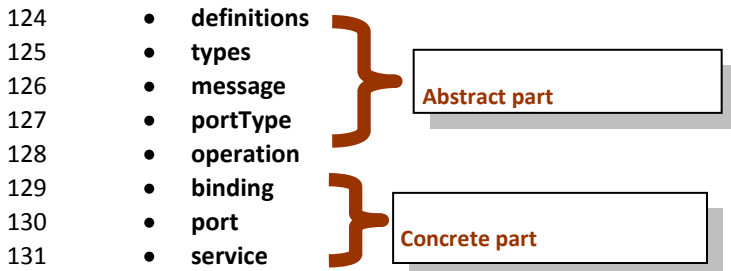 124 ● definitions
125 ● types
126 ● message
Abstract part
127 ● portType
128 ● operation
129 ● binding
130 ● port
Concrete part
131 ● service